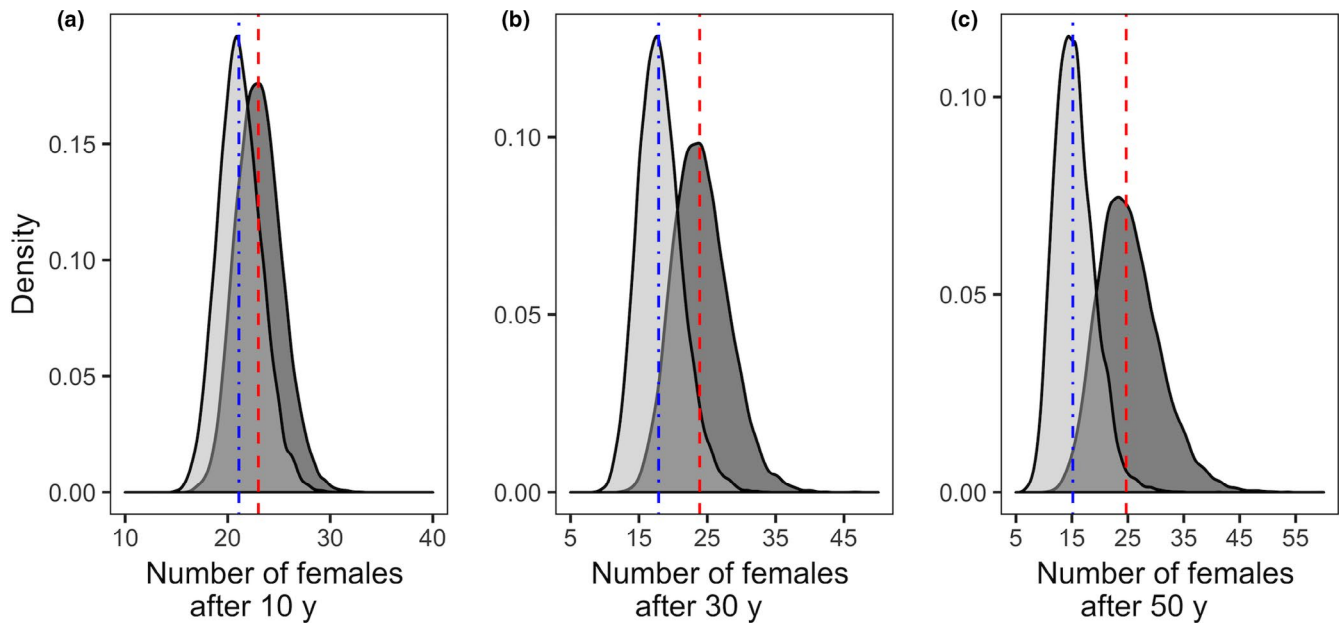 (a)
Density
0.15
0.10
0.05
0.00
10 20 30 40
Number of females
after 10 y
(b)
0.10
0.05
0.00
5 15 25 35 45
Number of females
after 30 y
(c)
0.10
0.05
0.00
5 15 25 35 45 55
Number of females
after 50 y